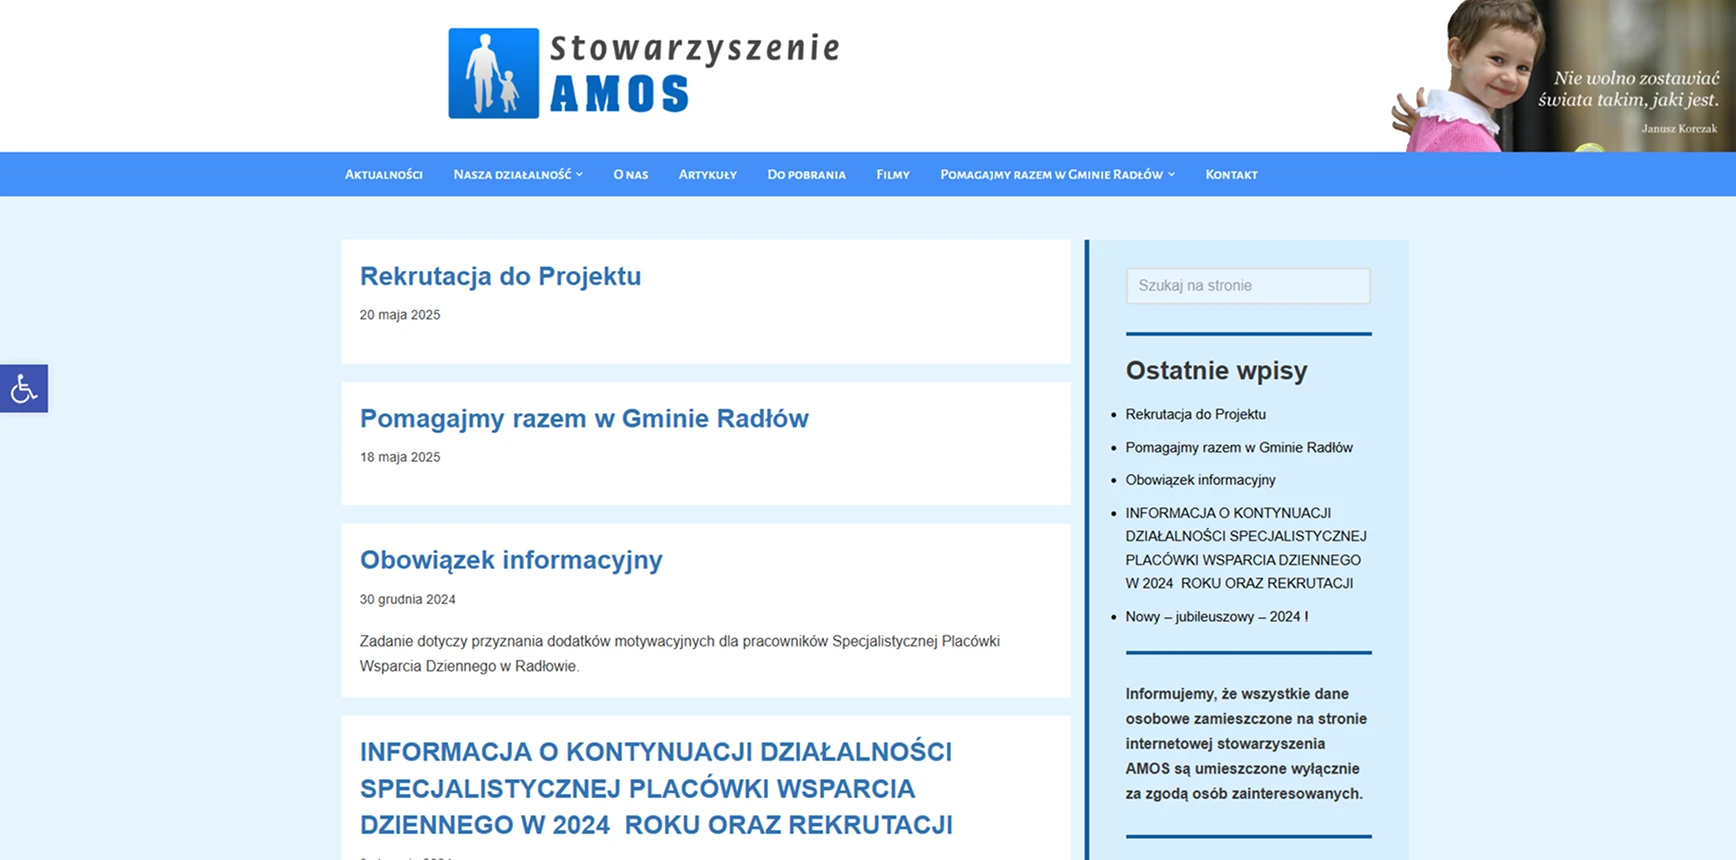 Stowarzyszenie
AMOS
Nie wolno zostawiać
świata takim, jaki jest.
Janusz Korczak
Aktualności Nasza działalność O nas Artykuły Do pobrania Filmy Pomagajmy razem w Gminie Radłów Kontakt
Rekrutacja do Projektu
20 maja 2025
Pomagajmy razem w Gminie Radłów
18 maja 2025
Obowiązek informacyjny
30 grudnia 2024
Zadanie dotyczy przyznania dodatków motywacyjnych dla pracowników Specjalistycznej Placówki
Wsparcia Dziennego w Radłowie.
INFORMACJA O KONTYNUACJI DZIAŁALNOŚCI
SPECJALISTYCZNEJ PLACÓWKI WSPARCIA
DZIENNEGO W 2024 ROKU ORAZ REKRUTACJI
Szukaj na stronie
Ostatnie wpisy
Rekrutacja do Projektu
Pomagajmy razem w Gminie Radłów
Obowiązek informacyjny
INFORMACJA O KONTYNUACJI
DZIAŁALNOŚCI SPECJALISTYCZNEJ
PLACÓWKI WSPARCIA DZIENNEGO
W 2024 ROKU ORAZ REKRUTACJI
Nowy – jubileuszowy – 2024 !
Informujemy, że wszystkie dane
osobowe zamieszczone na stronie
internetowej stowarzyszenia
AMOS są umieszczone wyłącznie
za zgodą osób zainteresowanych.